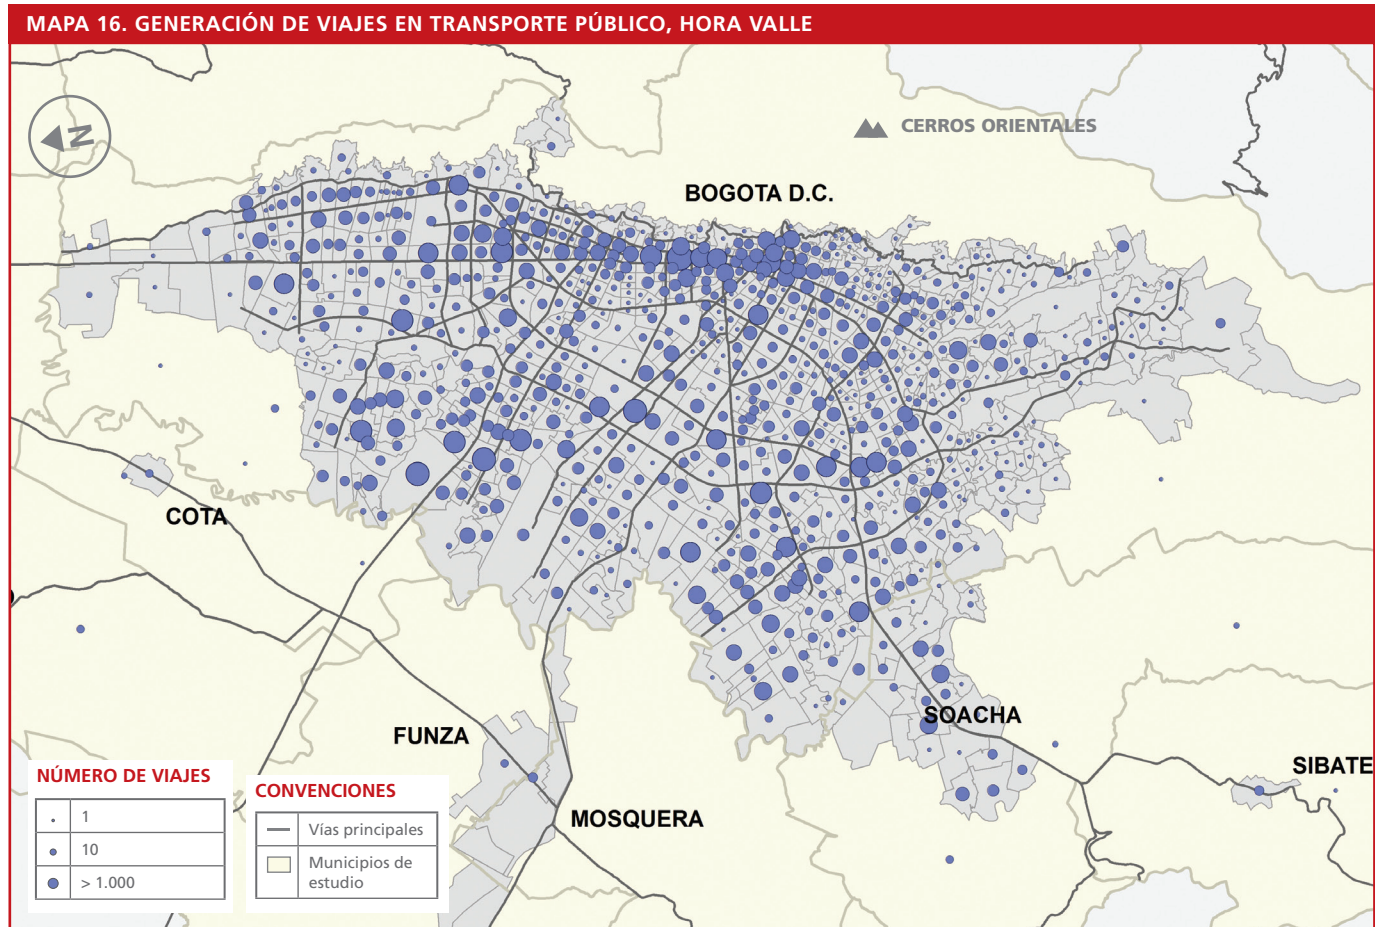 MAPA 16. GENERACIÓN DE VIAJES EN TRANSPORTE PÚBLICO, HORA VALLE
N
CERROS ORIENTALES
BOGOTA D.C.
COTA
FUNZA
SOACHA
SIBATE
MOSQUERA
NÚMERO DE VIAJES
1
10
> 1.000
CONVENCIONES
Vías principales
Municipios de
estudio